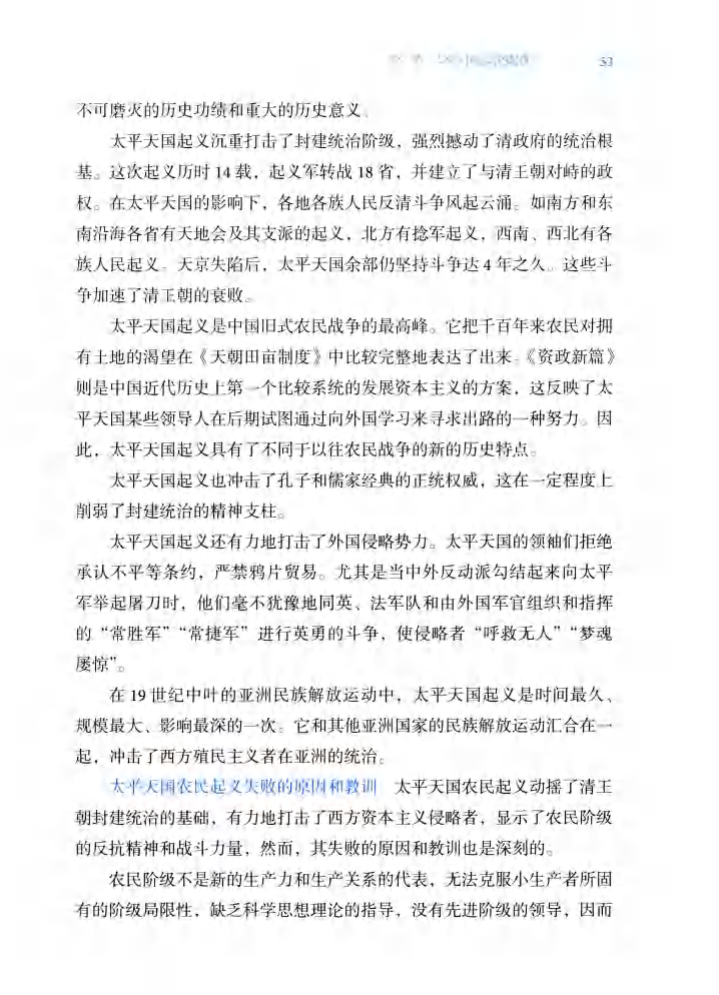 53
不可磨灭的历史功绩和重大的历史意义。
太平天国起义沉重打击了封建统治阶级，强烈撼动了清政府的统治根
基。这次起义历时 14 载，起义军转战 18 省，并建立了与清王朝对峙的政
权。在太平天国的影响下，各地各族人民反清斗争风起云涌。如南方和东
南沿海各省有天地会及其支派的起义，北方有捻军起义，西南、西北有各
族人民起义。天京失陷后，太平天国余部仍坚持斗争达 4 年之久。这些斗
争加速了清王朝的衰败。
太平天国起义是中国旧式农民战争的最高峰。它把千百年来农民对拥
有土地的渴望在《天朝田亩制度》中比较完整地表达了出来。《资政新篇》
则是中国近代历史上第一个比较系统的发展资本主义的方案，这反映了太
平天国某些领导人在后期试图通过向外国学习来寻求出路的一种努力。因
此，太平天国起义具有了不同于以往农民战争的新的历史特点。
太平天国起义也冲击了孔子和儒家经典的正统权威，这在一定程度上
削弱了封建统治的精神支柱。
太平天国起义还有力地打击了外国侵略势力。太平天国的领袖们拒绝
承认不平等条约，严禁鸦片贸易。尤其是当中外反动派勾结起来向太平
军举起屠刀时，他们毫不犹豫地同英、法军队和由外国军官组织和指挥
的“常胜军”“常捷军”进行英勇的斗争，使侵略者“呼救无人”“梦魂
屡惊”。
在 19 世纪中叶的亚洲民族解放运动中，太平天国起义是时间最久、
规模最大、影响最深的一次。它和其他亚洲国家的民族解放运动汇合在一
起，冲击了西方殖民主义者在亚洲的统治。
太平天国农民起义失败的原因和教训　太平天国农民起义动摇了清王
朝封建统治的基础，有力地打击了西方资本主义侵略者，显示了农民阶级
的反抗精神和战斗力量，然而，其失败的原因和教训也是深刻的。
农民阶级不是新的生产力和生产关系的代表，无法克服小生产者所固
有的阶级局限性，缺乏科学思想理论的指导，没有先进阶级的领导，因而